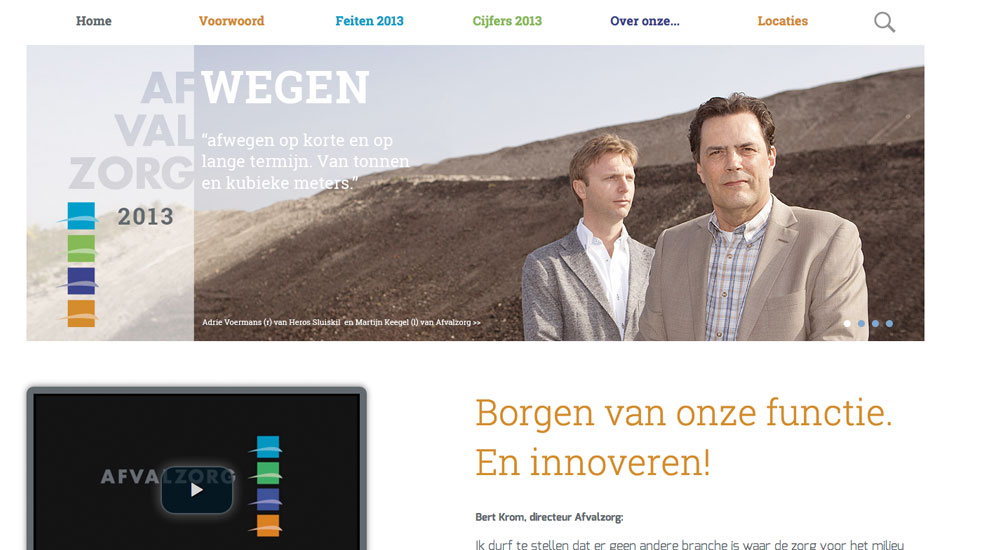 Home Voorwoord Feiten 2013 Cijfers 2013 Over onze... Locaties
AFWEGEN
VAL
ZORG
2013
“afwegen op korte en op
lange termijn. Van tonnen
en kubieke meters.”
Adrie Voermans (r) van Heros Sluiskil en Martijn Keegel (l) van Afvalzorg >>
AFVALZORG
Borgen van onze functie.
En innoveren!
Bert Krom, directeur Afvalzorg:
Ik durf te stellen dat er geen andere branche is waar de zorg voor het milieu